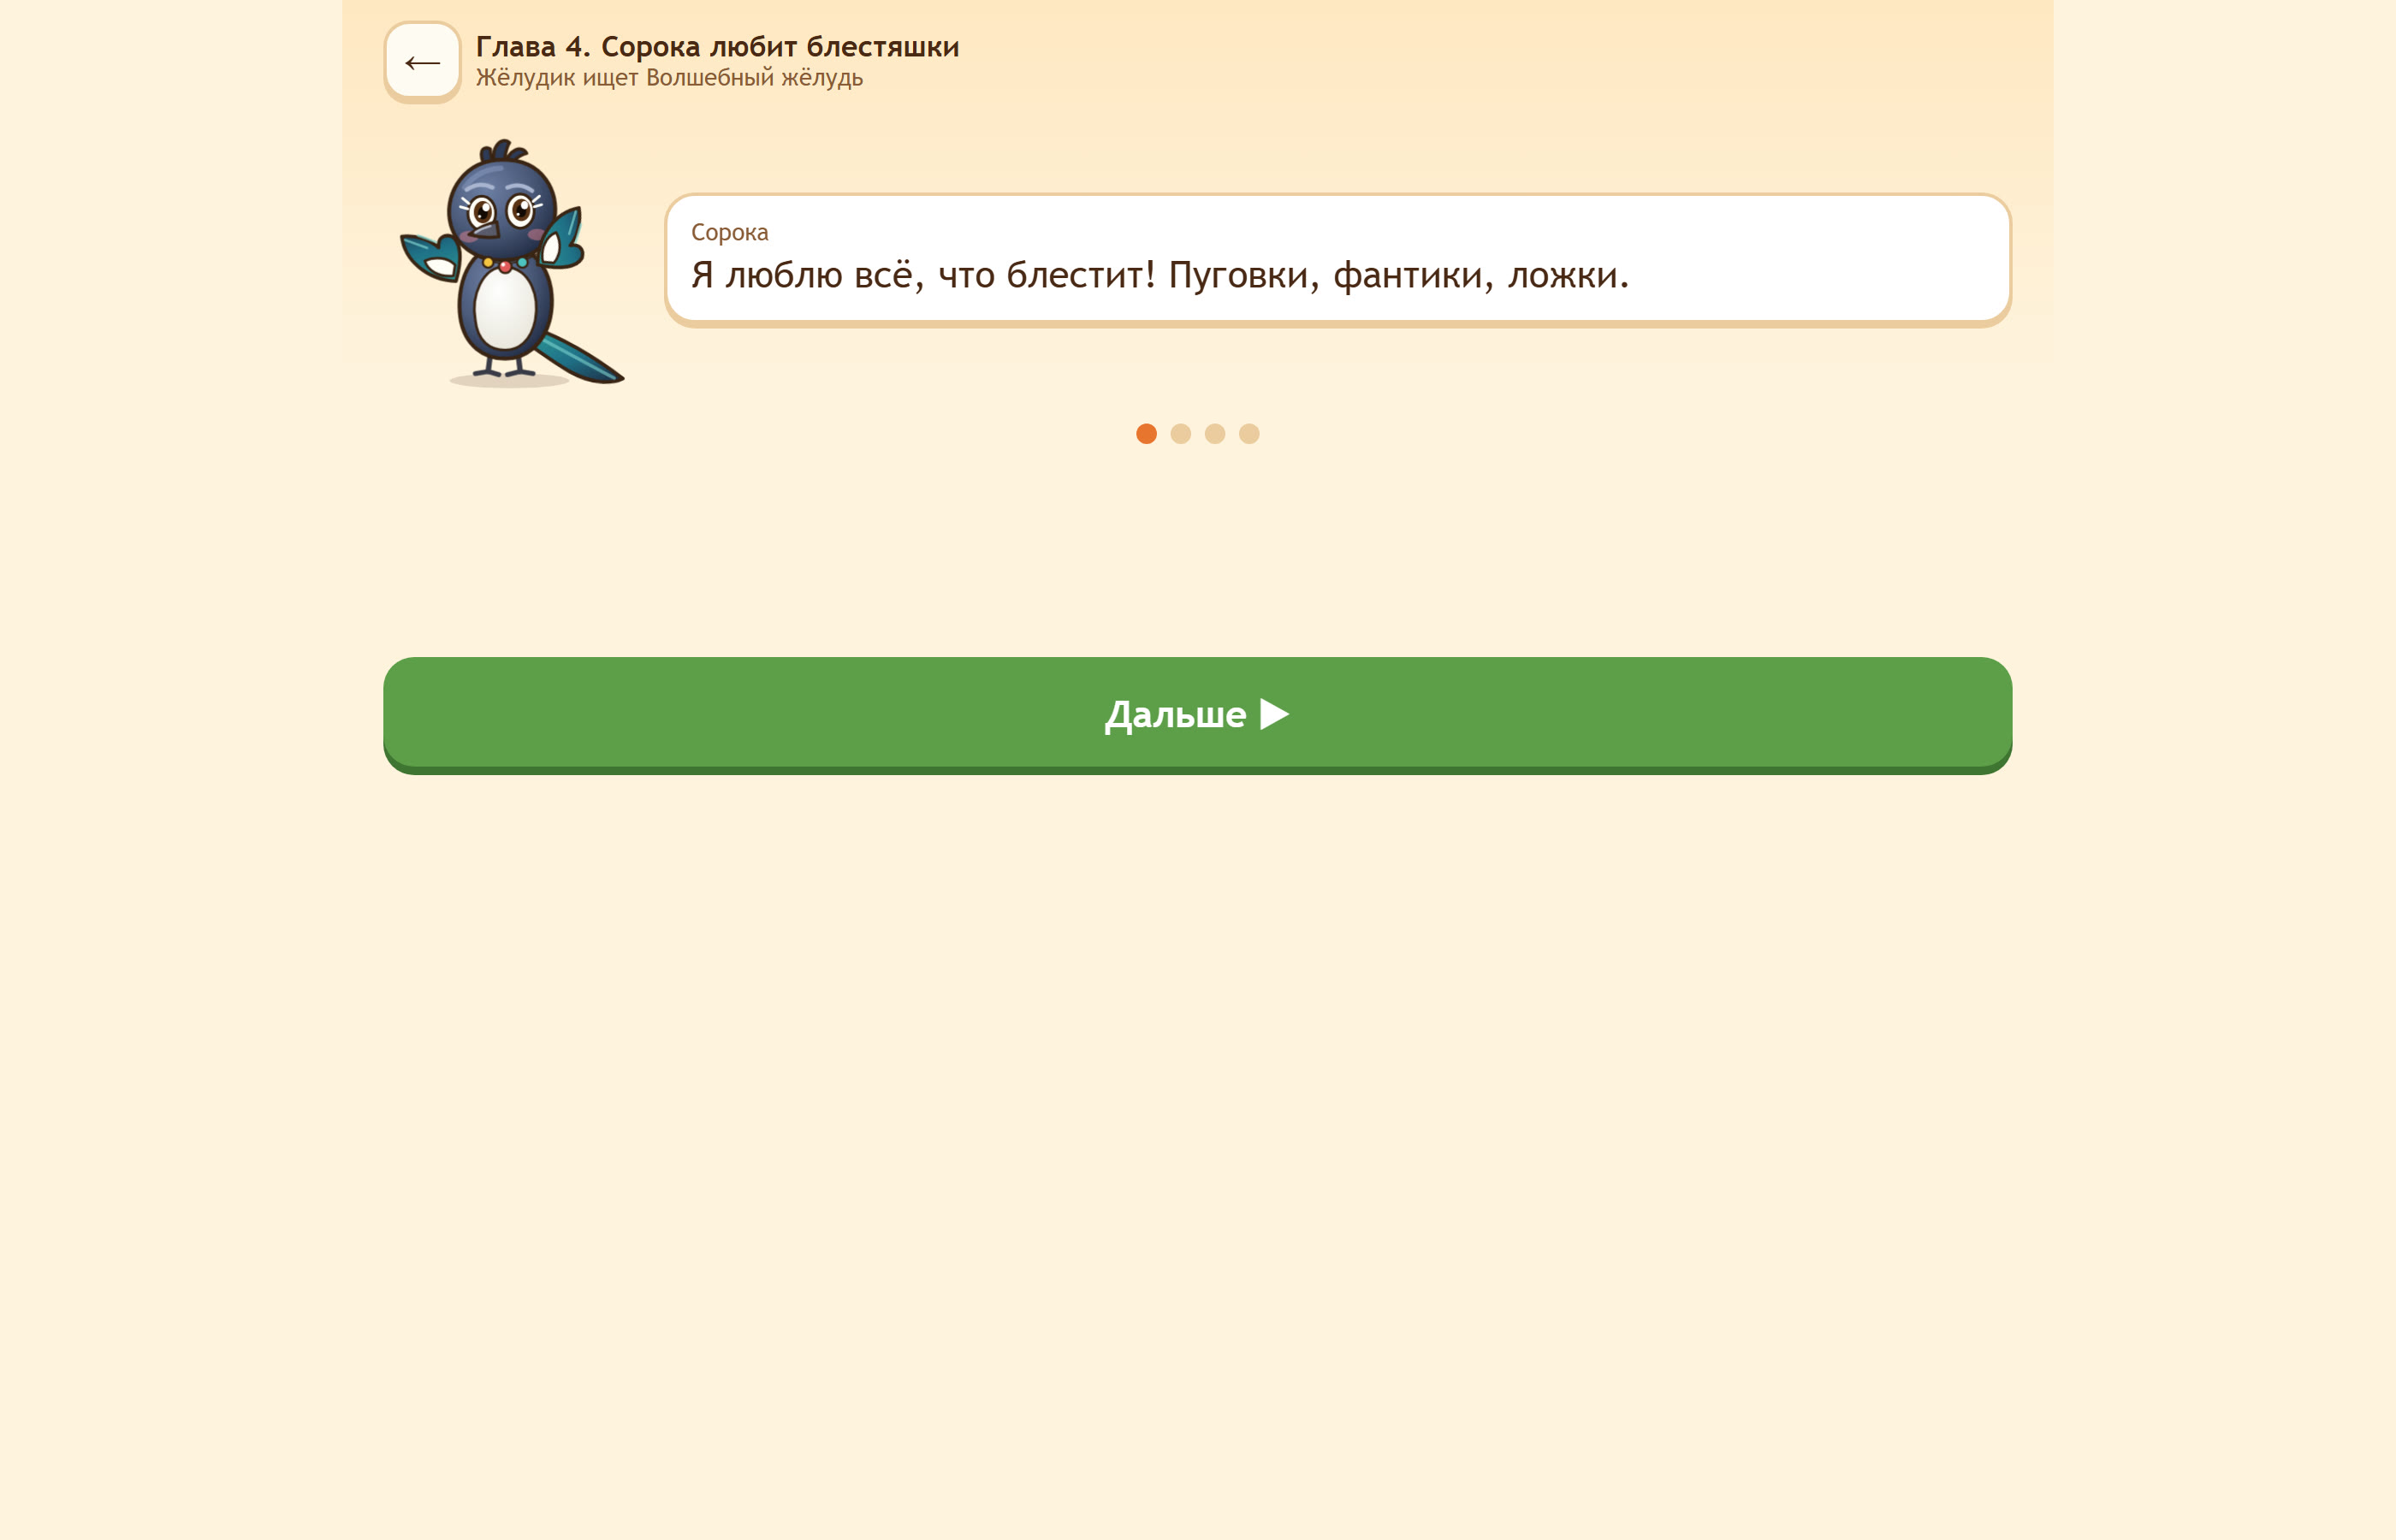 ←
Глава 4. Сорока любит блестяшки
Жёлудик ищет Волшебный жёлудь
Сорока
Я люблю всё, что блестит! Пуговки, фантики, ложки.
Дальше ▶